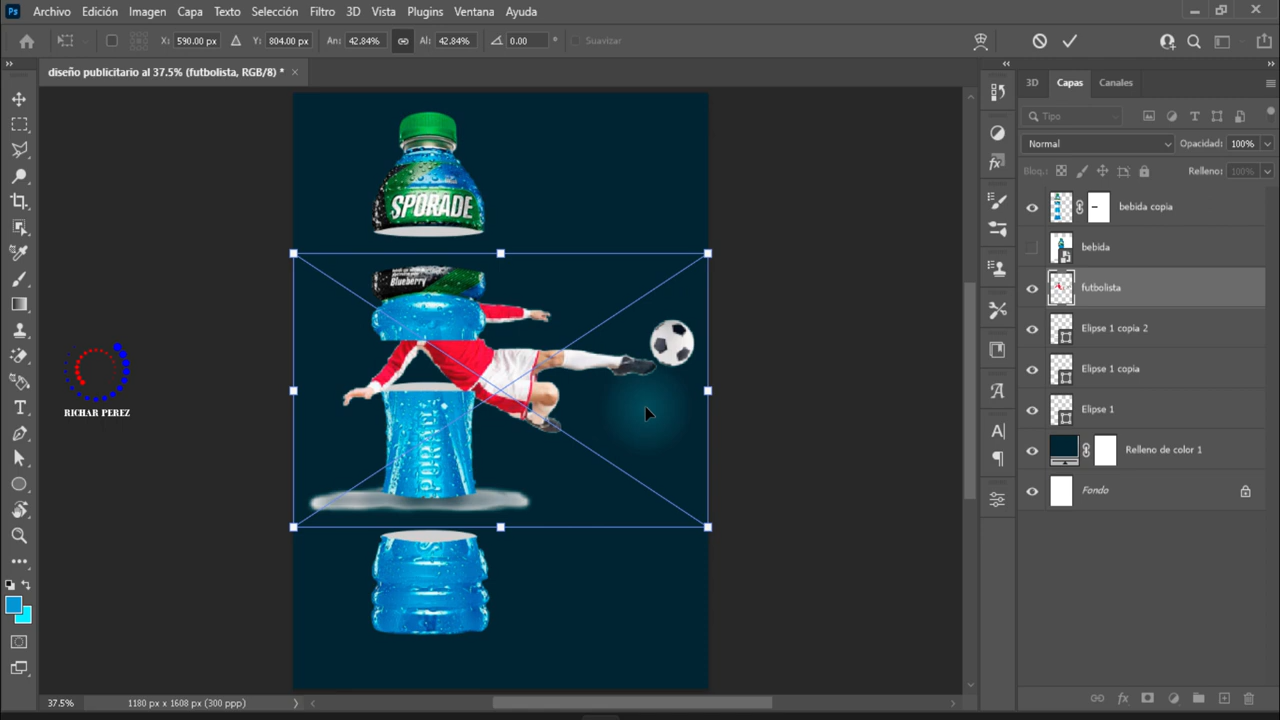 Ps Archivo Edición Imagen Capa Texto Selección Filtro 3D Vista Plugins Ventana Ayuda
X: 590.00 px Y: 804.00 px An: 42.84% Al: 42.84% 0.00 ° Suavizar
diseño publicitario al 37.5% (futbolista, RGB/8) * ×
3D Capas Canales
Tipo
Normal Opacidad: 100%
Bloq.: Relleno: 100%
bebida copia
bebida
futbolista
Elipse 1 copia 2
Elipse 1 copia
Elipse 1
Relleno de color 1
Fondo
SPORADE
Blueberry
RICHAR PEREZ
37.5% 1180 px x 1608 px (300 ppp)